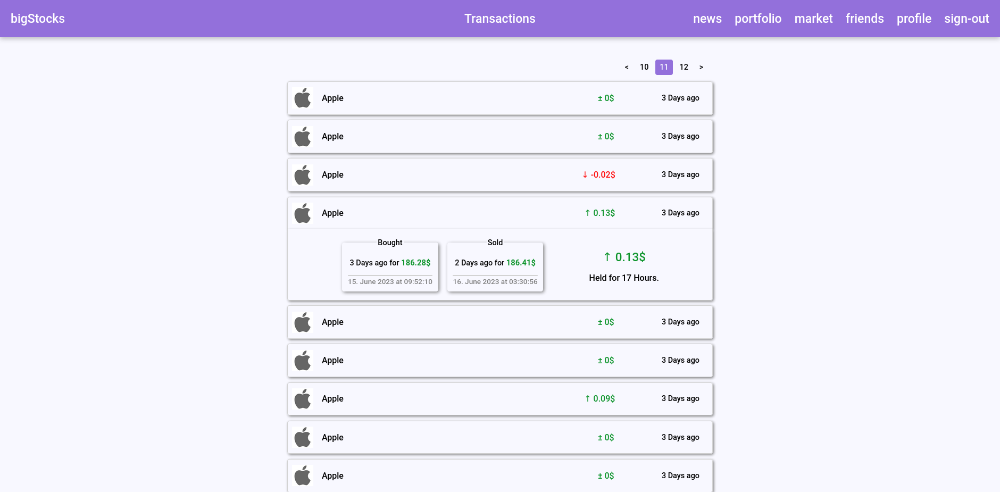 bigStocks Transactions news portfolio market friends profile sign-out
< 10 11 12 >
Apple ± 0$ 3 Days ago
Apple ± 0$ 3 Days ago
Apple ↓ -0.02$ 3 Days ago
Apple ↑ 0.13$ 3 Days ago
Bought
3 Days ago for 186.28$
15. June 2023 at 09:52:10
Sold
2 Days ago for 186.41$
16. June 2023 at 03:30:56
↑ 0.13$
Held for 17 Hours.
Apple ± 0$ 3 Days ago
Apple ± 0$ 3 Days ago
Apple ↑ 0.09$ 3 Days ago
Apple ± 0$ 3 Days ago
Apple ± 0$ 3 Days ago